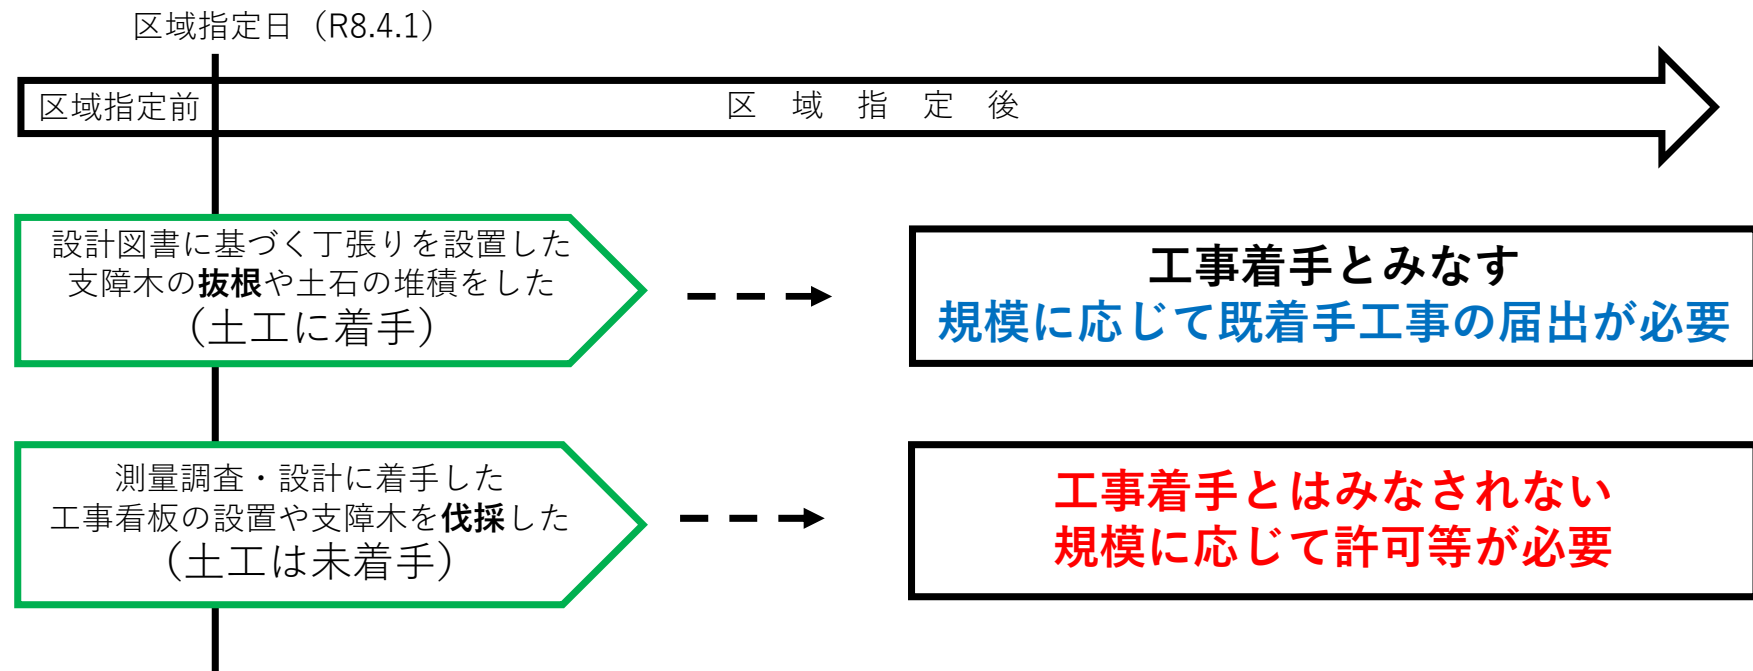 区域指定日（R8.4.1）
区域指定前
区域指定後
設計図書に基づく丁張りを設置した
支障木の抜根や土石の堆積をした
（土工に着手）
工事着手とみなす
規模に応じて既着手工事の届出が必要
測量調査・設計に着手した
工事看板の設置や支障木を伐採した
（土工は未着手）
工事着手とはみなされない
規模に応じて許可等が必要